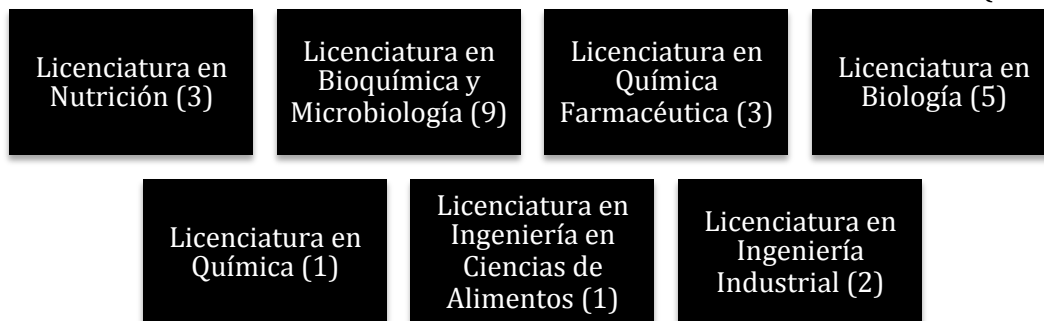 Licenciatura en
Nutrición (3)
Licenciatura en
Bioquímica y
Microbiología (9)
Licenciatura en
Química
Farmacéutica (3)
Licenciatura en
Biología (5)
Licenciatura en
Química (1)
Licenciatura en
Ingeniería en
Ciencias de
Alimentos (1)
Licenciatura en
Ingeniería
Industrial (2)